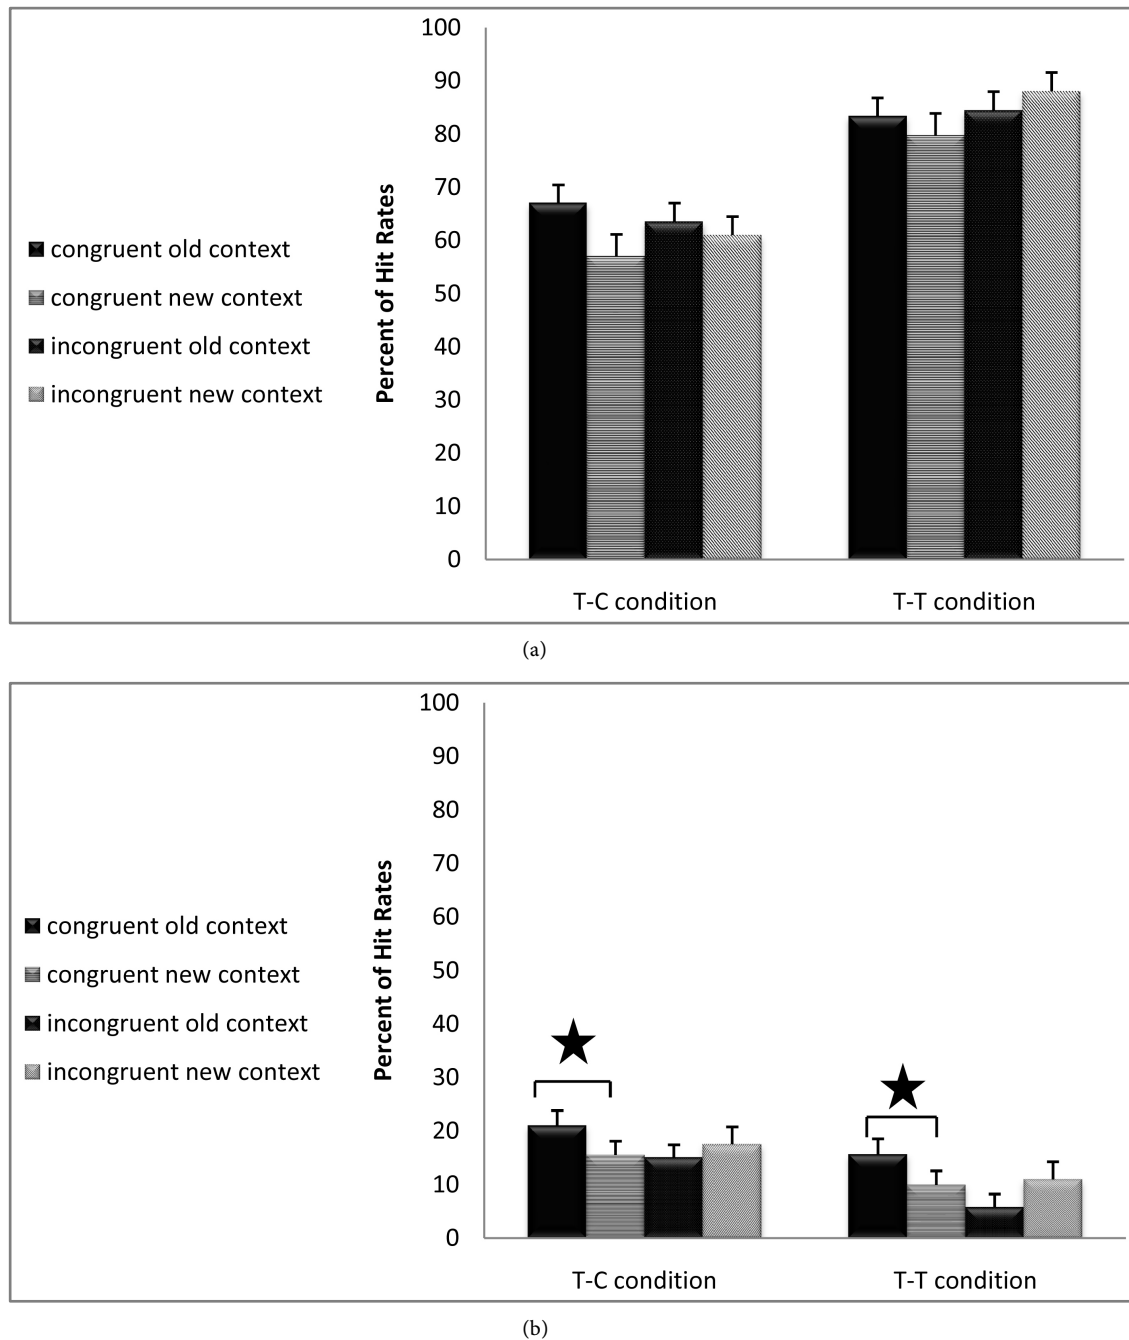 100
90
80
70
60
50
40
30
20
10
0
Percent of Hit Rates
congruent old context
congruent new context
incongruent old context
incongruent new context
T-C condition
T-T condition
(a)
100
90
80
70
60
50
40
30
20
10
0
Percent of Hit Rates
congruent old context
congruent new context
incongruent old context
incongruent new context
T-C condition
T-T condition
(b)